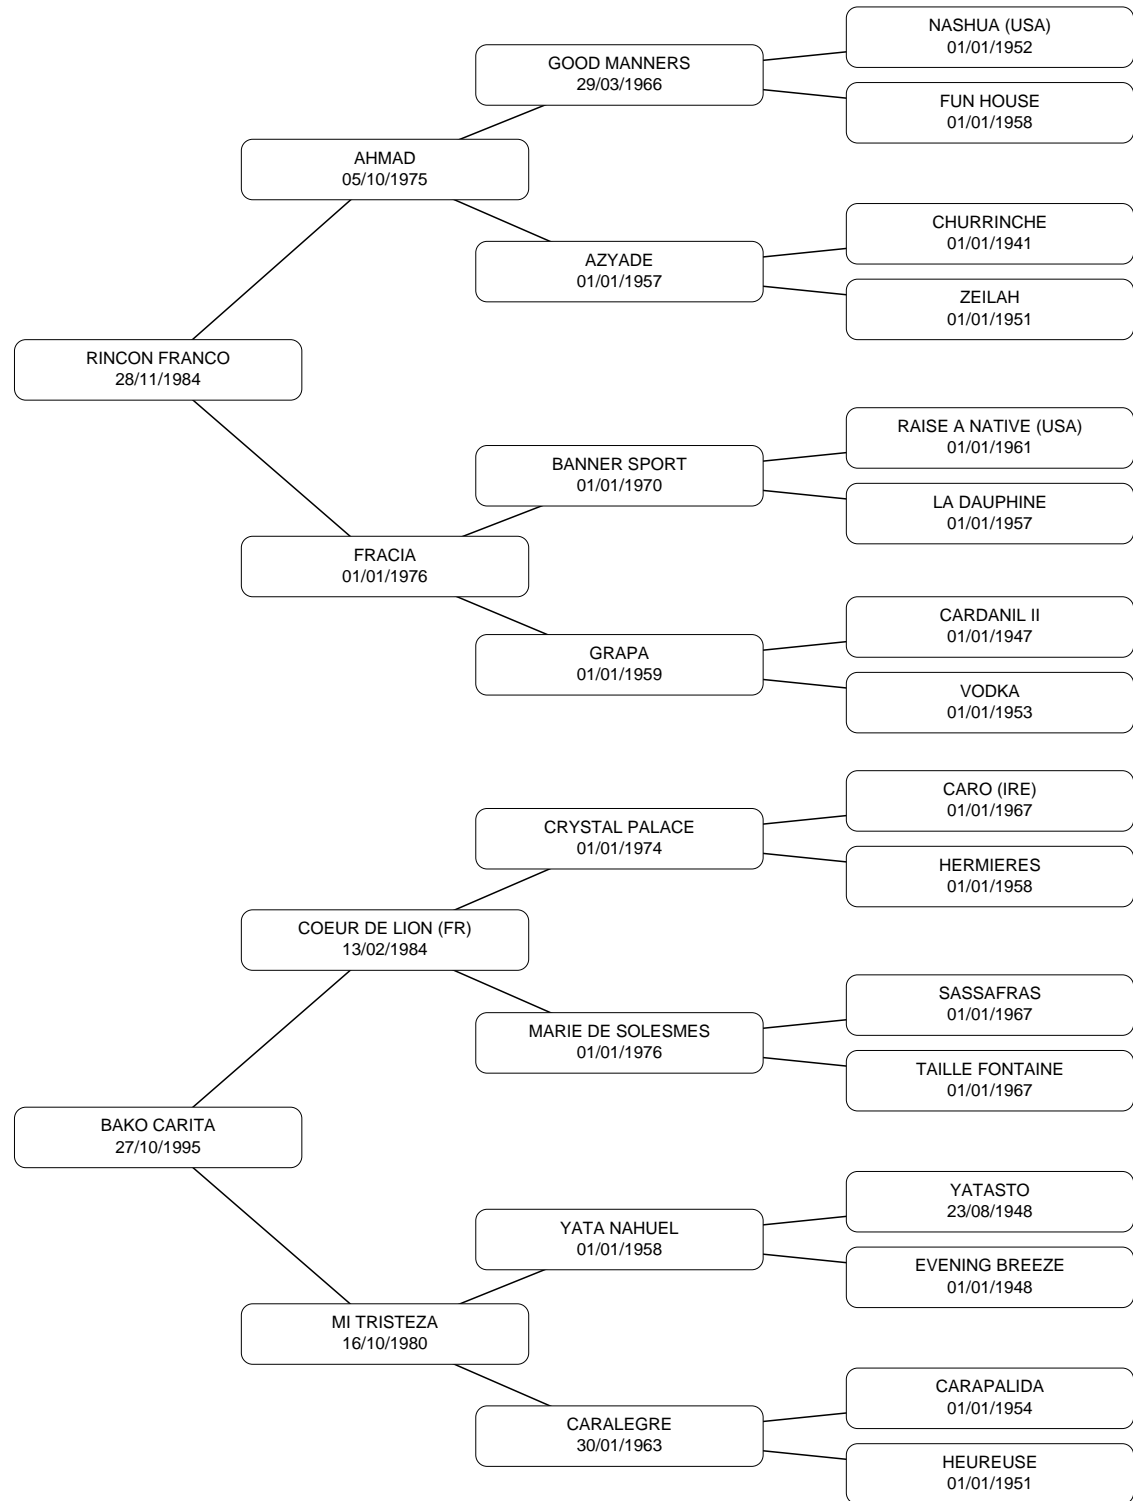 NASHUA (USA)
01/01/1952
GOOD MANNERS
29/03/1966
FUN HOUSE
01/01/1958
AHMAD
05/10/1975
CHURRINCHE
01/01/1941
AZYADE
01/01/1957
ZEILAH
01/01/1951
RINCON FRANCO
28/11/1984
RAISE A NATIVE (USA)
01/01/1961
BANNER SPORT
01/01/1970
LA DAUPHINE
01/01/1957
FRACIA
01/01/1976
CARDANIL II
01/01/1947
GRAPA
01/01/1959
VODKA
01/01/1953
CARO (IRE)
01/01/1967
CRYSTAL PALACE
01/01/1974
HERMIERES
01/01/1958
COEUR DE LION (FR)
13/02/1984
SASSAFRAS
01/01/1967
MARIE DE SOLESMES
01/01/1976
TAILLE FONTAINE
01/01/1967
BAKO CARITA
27/10/1995
YATASTO
23/08/1948
YATA NAHUEL
01/01/1958
EVENING BREEZE
01/01/1948
MI TRISTEZA
16/10/1980
CARAPALIDA
01/01/1954
CARALEGRE
30/01/1963
HEUREUSE
01/01/1951